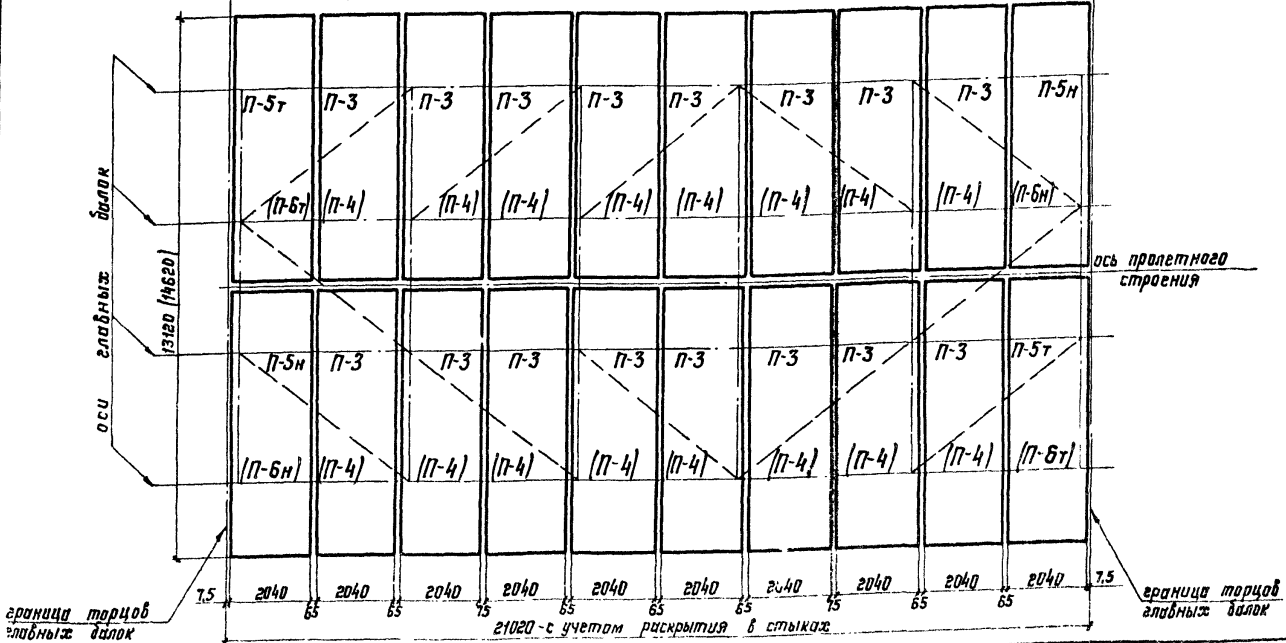 П-5т П-3 П-3 П-3 П-3 П-3 П-3 П-3 П-3 П-5н
(П-6т) (П-4) (П-4) (П-4) (П-4) (П-4) (П-4) (П-4) (П-4) (П-6н)
оси главных балок
13120 (14620)
ось пролетного
строения
П-5н П-3 П-3 П-3 П-3 П-3 П-3 П-3 П-3 П-5т
(П-6н) (П-4) (П-4) (П-4) (П-4) (П-4) (П-4) (П-4) (П-4) (П-6т)
7,5 2040 2040 2040 2040 2040 2040 2040 2040 2040 2040 7,5
65 65 75 65 65 65 75 65 65
граница торцов
главных балок
граница торцов
главных балок
21020-с учетом раскрытия в стыках